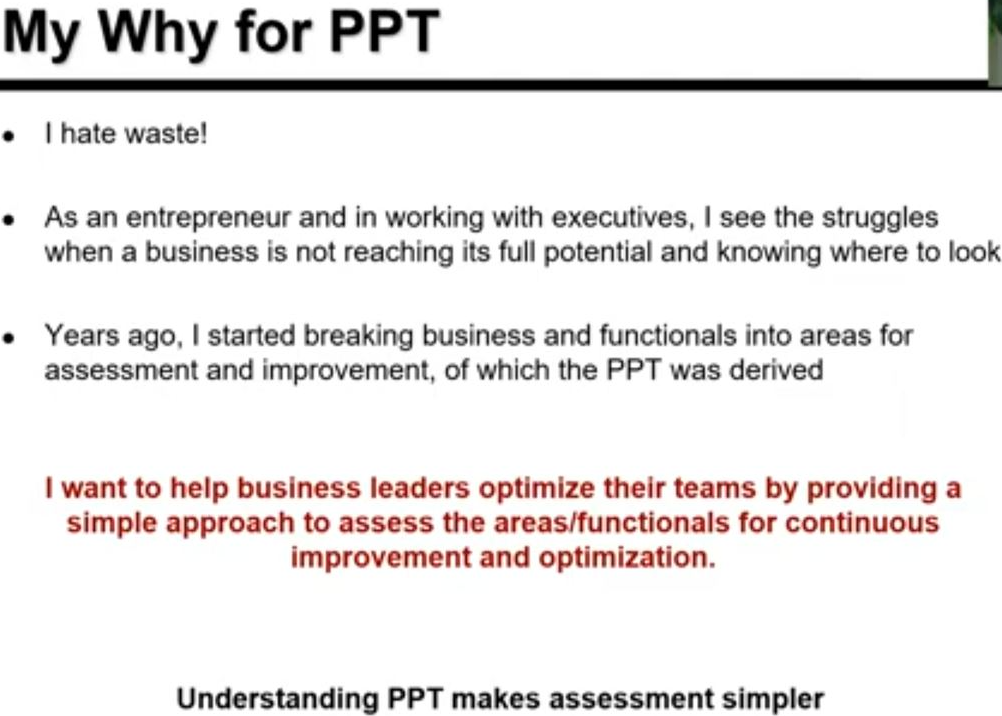 My Why for PPT
• I hate waste!
• As an entrepreneur and in working with executives, I see the struggles
when a business is not reaching its full potential and knowing where to look
• Years ago, I started breaking business and functionals into areas for
assessment and improvement, of which the PPT was derived
I want to help business leaders optimize their teams by providing a
simple approach to assess the areas/functionals for continuous
improvement and optimization.
Understanding PPT makes assessment simpler